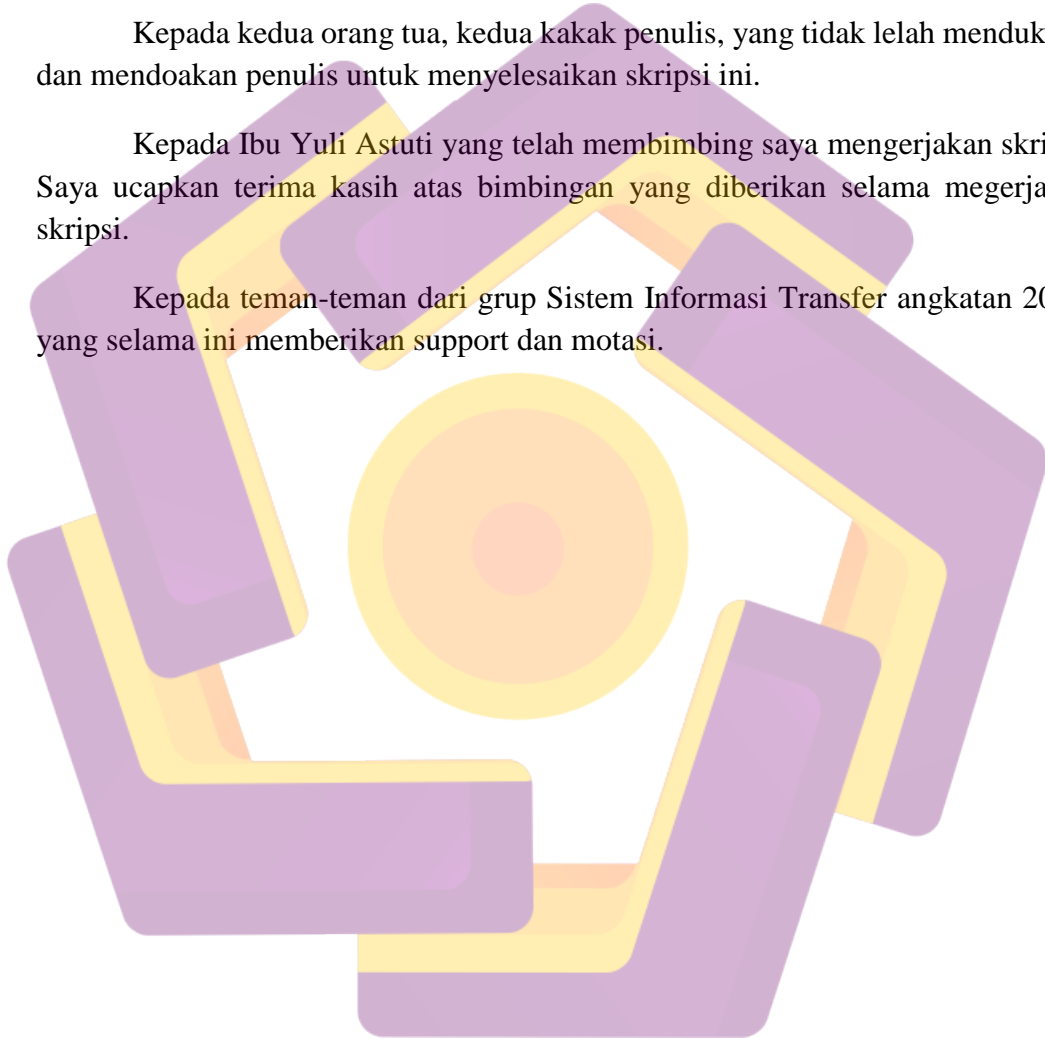 Kepada kedua orang tua, kedua kakak penulis, yang tidak lelah menduk
dan mendoakan penulis untuk menyelesaikan skripsi ini.
Kepada Ibu Yuli Astuti yang telah membimbing saya mengerjakan skri
Saya ucapkan terima kasih atas bimbingan yang diberikan selama megerja
skripsi.
Kepada teman-teman dari grup Sistem Informasi Transfer angkatan 20
yang selama ini memberikan support dan motasi.